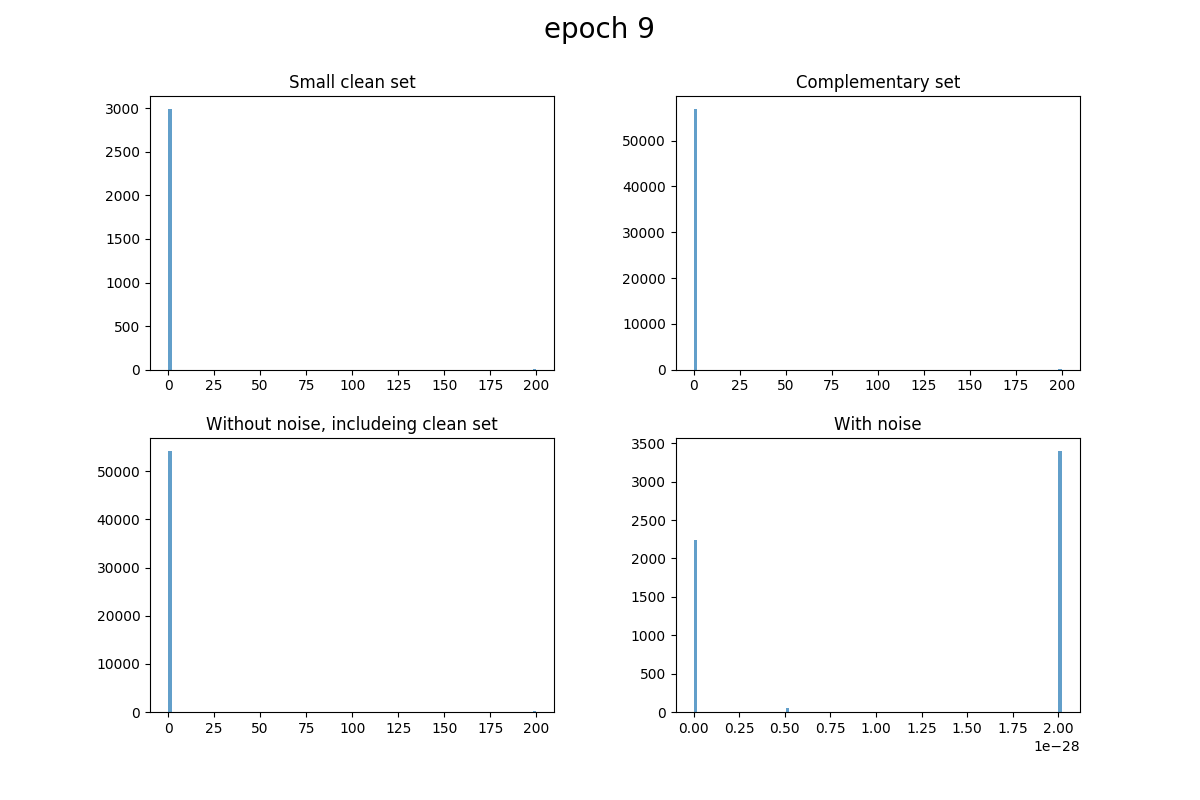 epoch 9
Small clean set
Complementary set
3000
2500
2000
1500
1000
500
0
0 25 50 75 100 125 150 175 200
50000
40000
30000
20000
10000
0
0 25 50 75 100 125 150 175 200
Without noise, includeing clean set
With noise
50000
40000
30000
20000
10000
0
0 25 50 75 100 125 150 175 200
3500
3000
2500
2000
1500
1000
500
0
0.00 0.25 0.50 0.75 1.00 1.25 1.50 1.75 2.00
1e−28